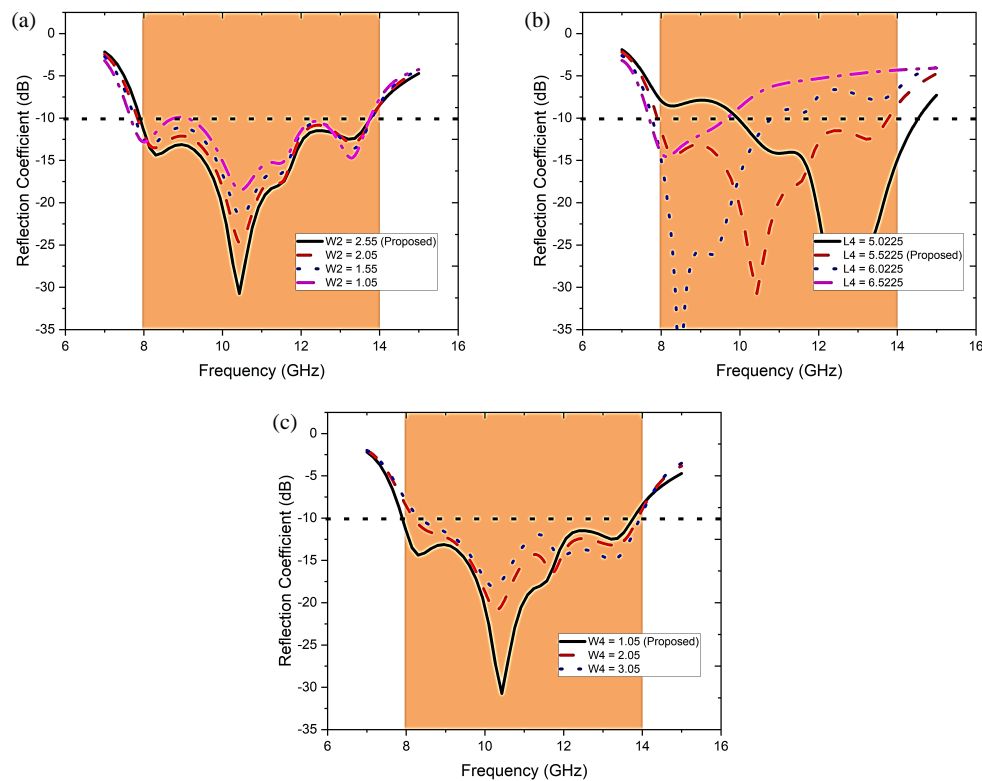 (a)
0
-5
-10
-15
-20
-25
-30
-35
Reflection Coefficient (dB)
W2 = 2.55 (Proposed)
W2 = 2.05
W2 = 1.55
W2 = 1.05
6 8 10 12 14 16
Frequency (GHz)
(b)
0
-5
-10
-15
-20
-25
-30
-35
Reflection Coefficient (dB)
L4 = 5.0225
L4 = 5.5225 (Proposed)
L4 = 6.0225
L4 = 6.5225
6 8 10 12 14 16
Frequency (GHz)
(c)
0
-5
-10
-15
-20
-25
-30
-35
Reflection Coefficient (dB)
W4 = 1.05 (Proposed)
W4 = 2.05
W4 = 3.05
6 8 10 12 14 16
Frequency (GHz)